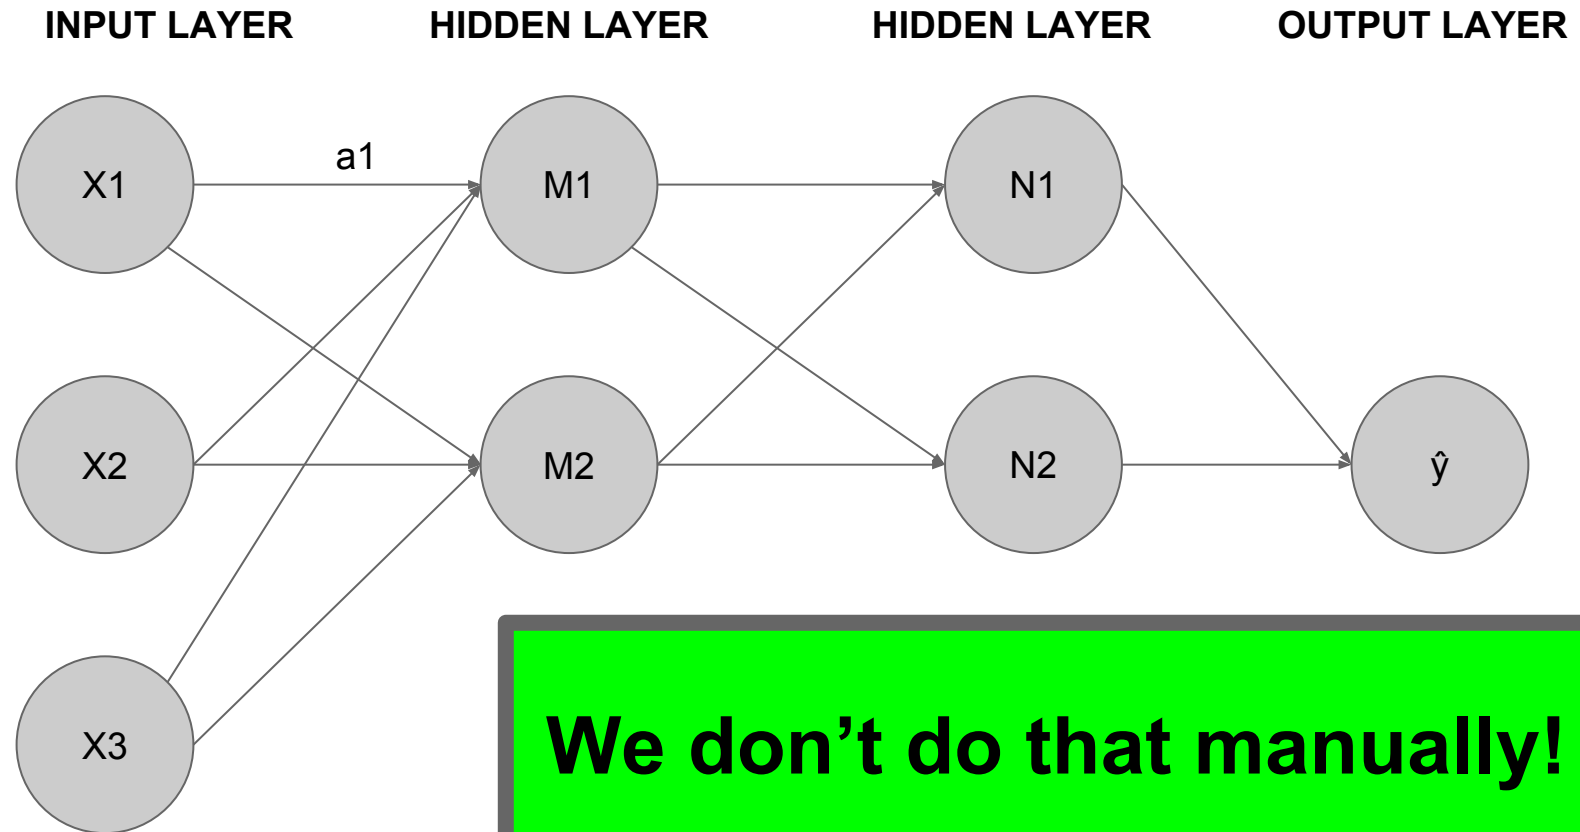 INPUT LAYER
HIDDEN LAYER
HIDDEN LAYER
OUTPUT LAYER
a1
X1
M1
N1
X2
M2
N2
ŷ
X3
We don’t do that manually!